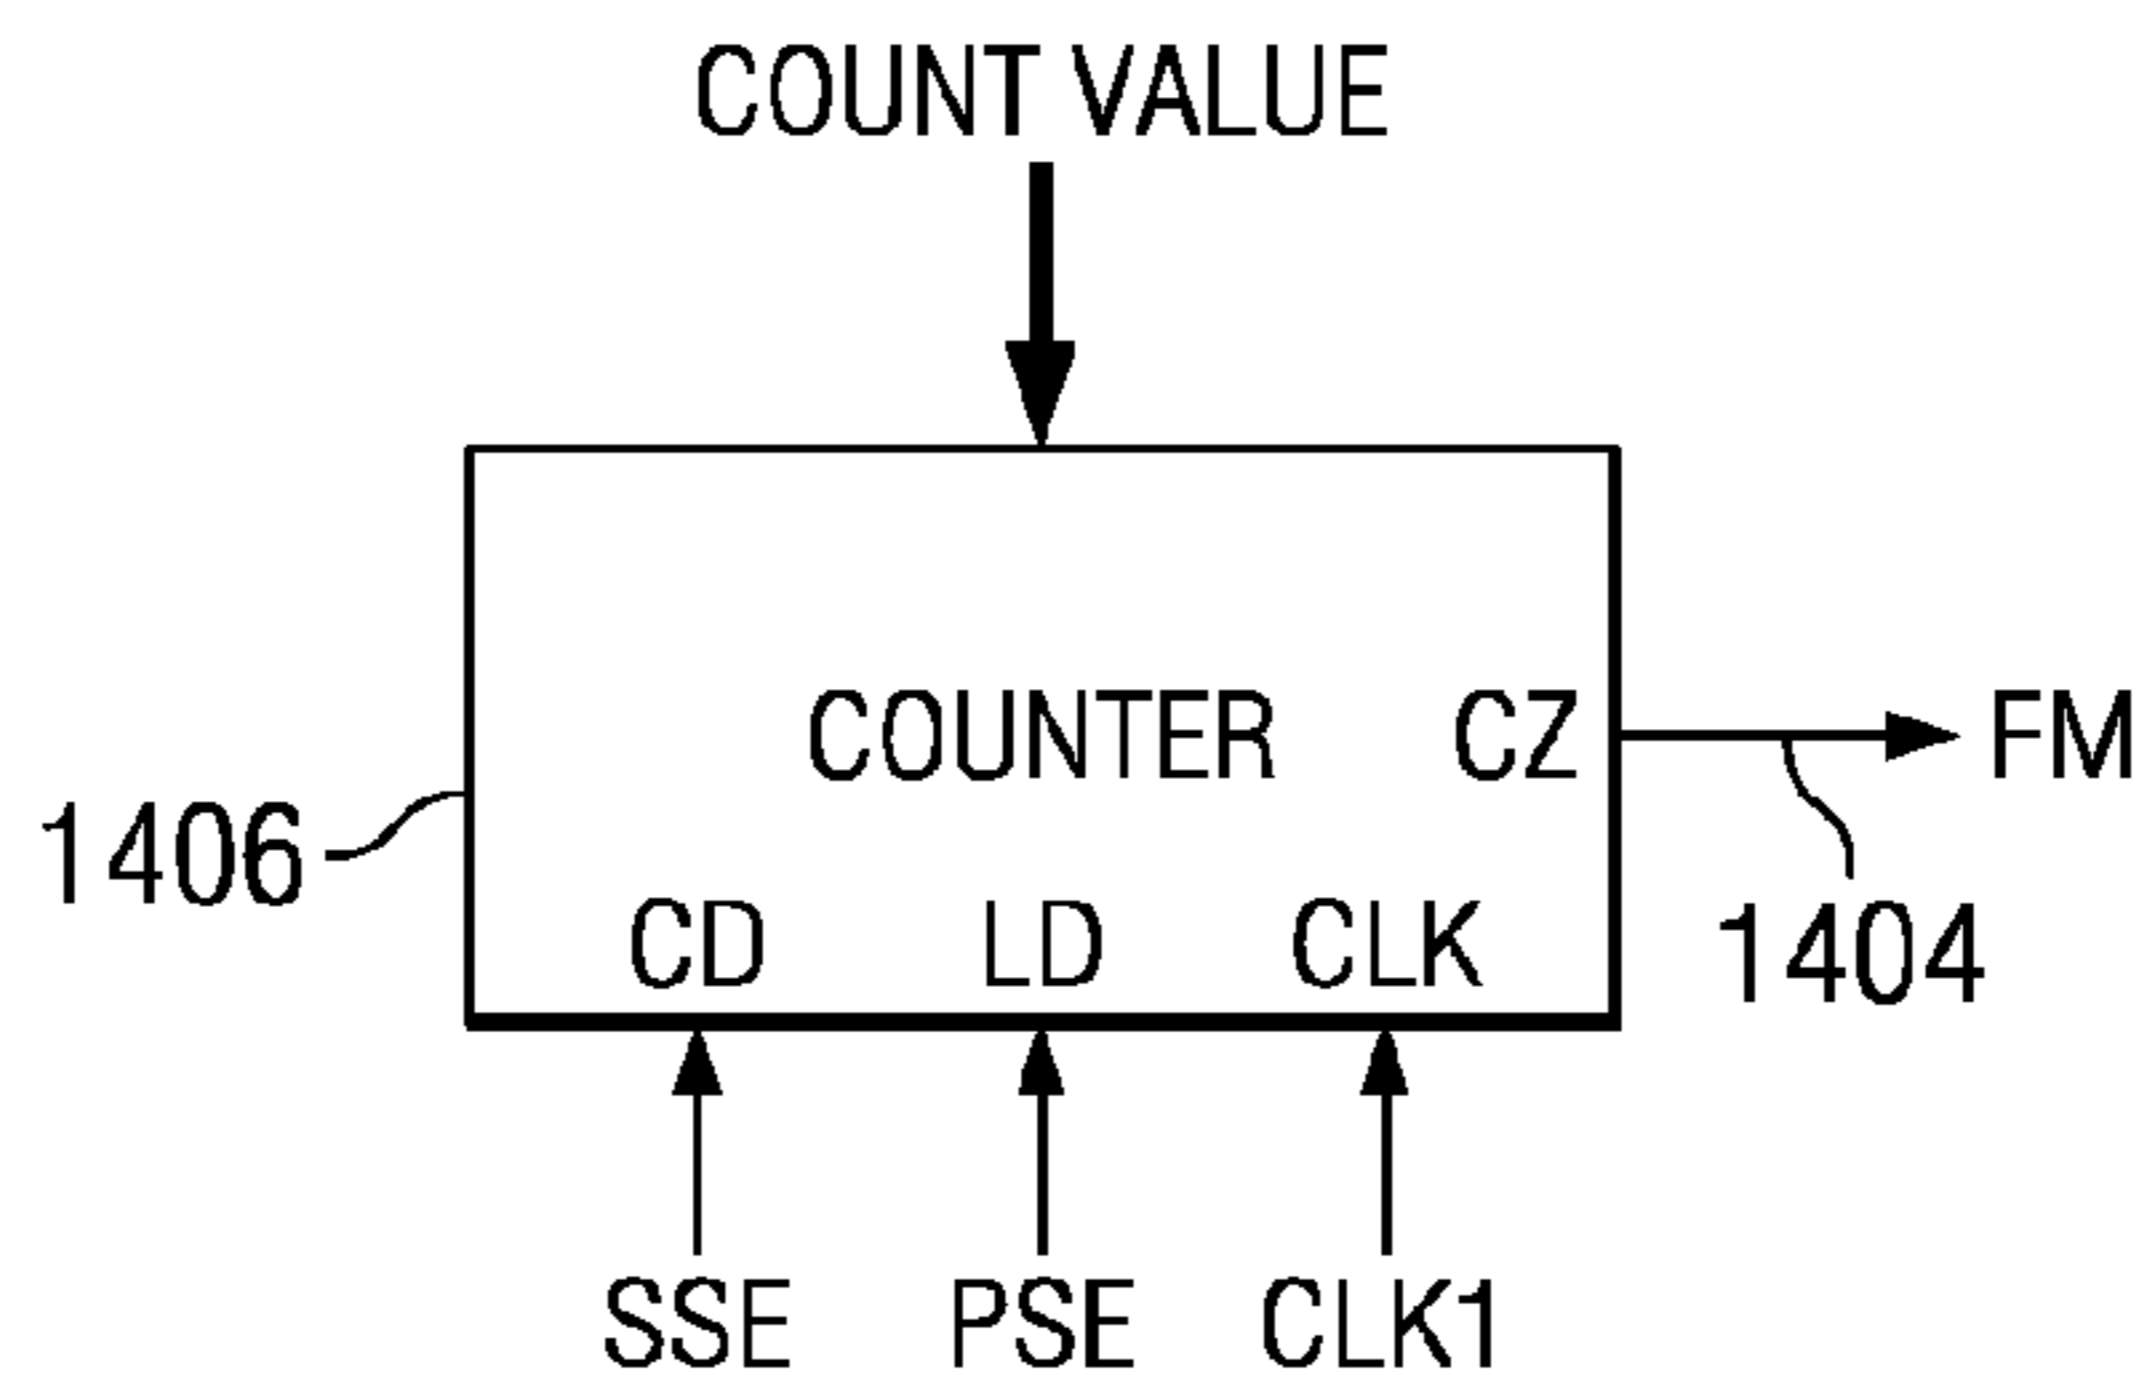 COUNT VALUE
COUNTER CZ
FM
1406
CD LD CLK
1404
SSE PSE CLK1